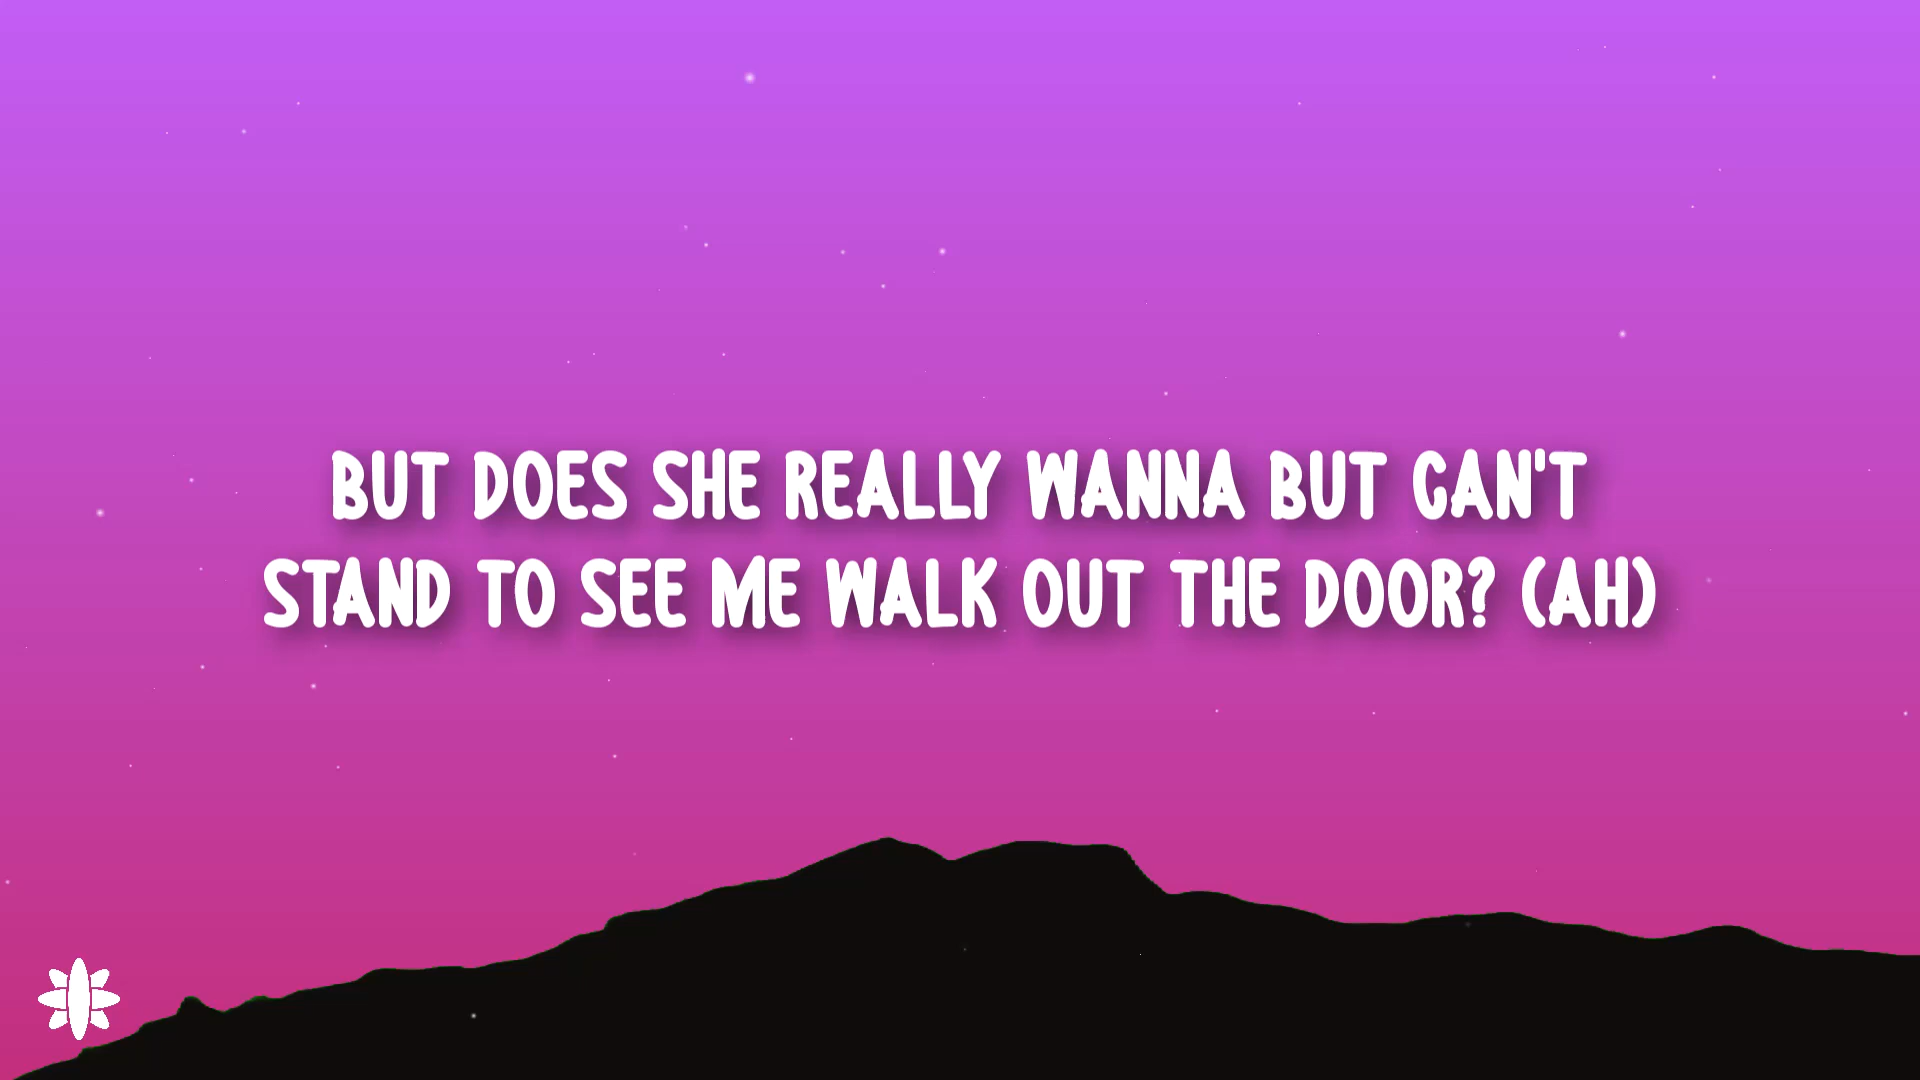 BUT DOES SHE REALLY WANNA BUT CAN'T
STAND TO SEE ME WALK OUT THE DOOR? (AH)